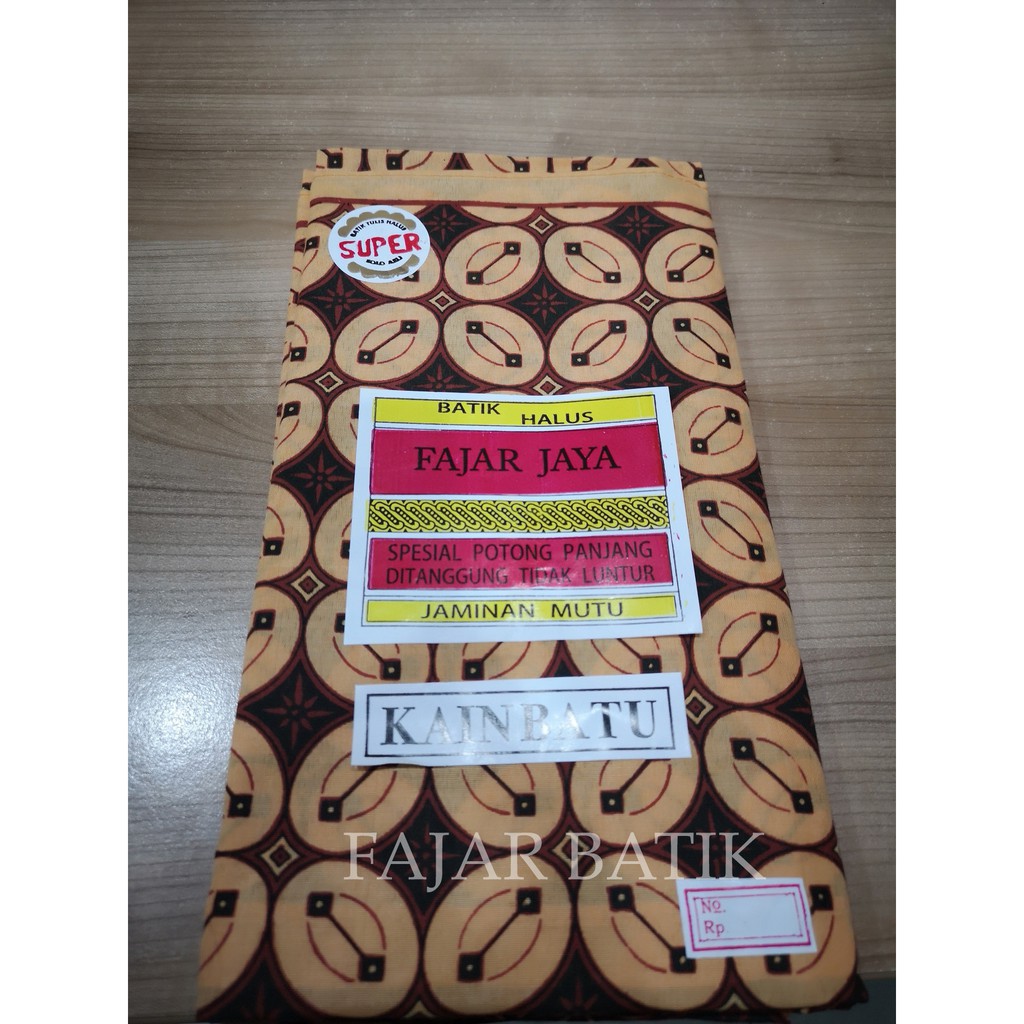 BATIK TULIS HALUS
SUPER
SOLO ASLI
BATIK HALUS
FAJAR JAYA
SPESIAL POTONG PANJANG
DITANGGUNG TIDAK LUNTUR
JAMINAN MUTU
KAINBATU
FAJAR BATIK
No.
Rp